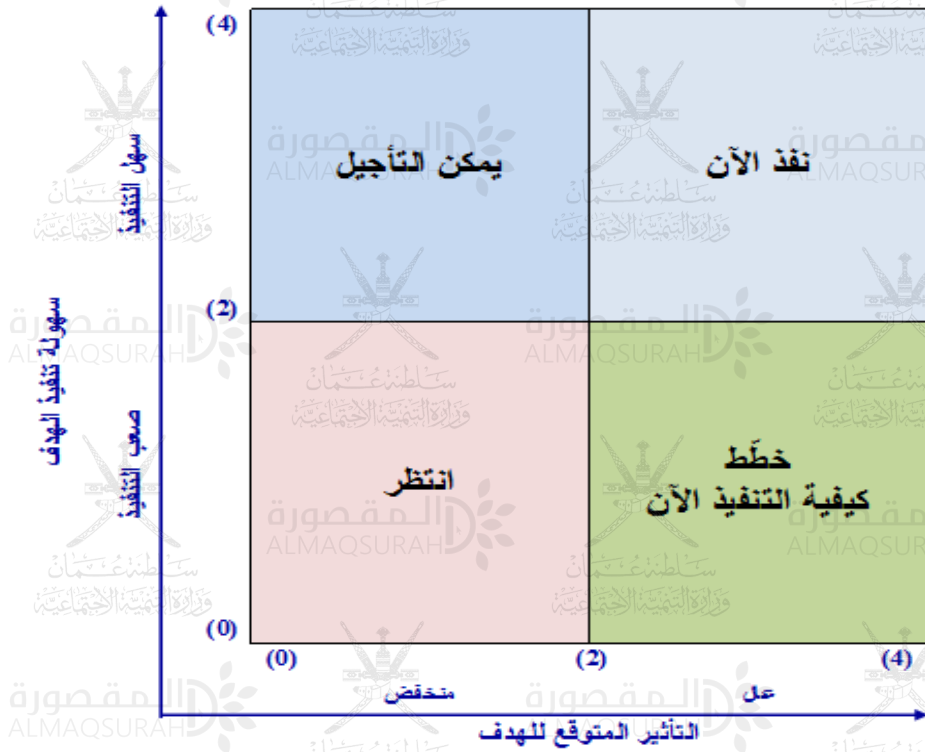 (4)
يمكن التأجيل
نفذ الآن
سهل التنفيذ
(2)
سهولة تنفيذ الهدف
صعب التنفيذ
انتظر
خطّط
كيفية التنفيذ الآن
(0)
(0)
(2)
(4)
منخفض
عال
التأثير المتوقع للهدف
المقصورة
ALMAQSURAH
سلطنة عمان
وزارة التنمية الاجتماعية